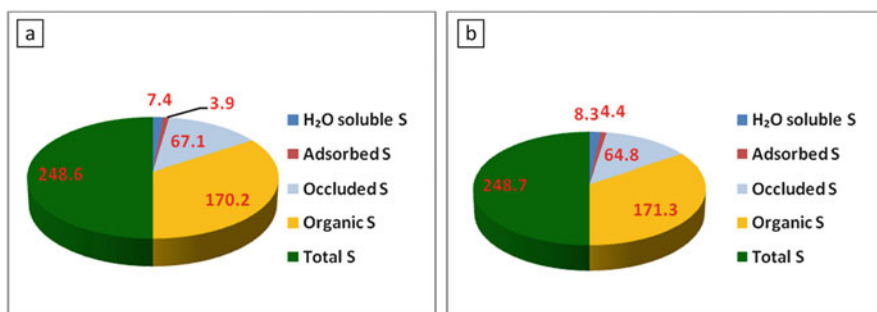 a
7.4
3.9
67.1
248.6
170.2
H₂O soluble S
Adsorbed S
Occluded S
Organic S
Total S
b
8.3
4.4
64.8
248.7
171.3
H₂O soluble S
Adsorbed S
Occluded S
Organic S
Total S